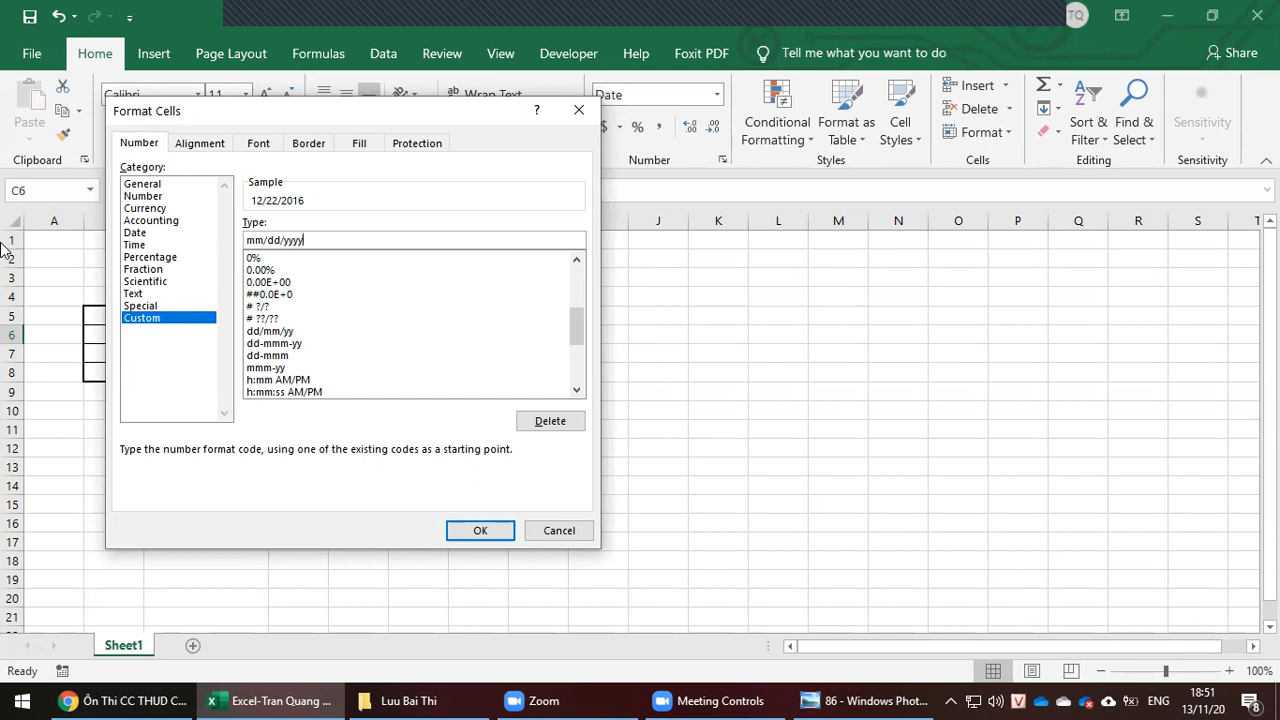 TQ
File Home Insert Page Layout Formulas Data Review View Developer Help Foxit PDF Tell me what you want to do Share
Calibri 11 Wrap Text Date Insert
Paste $ % , Conditional Formatting Format as Table Cell Styles Delete Sort & Filter Find & Select Sensitivity
Format
Clipboard Number Styles Cells Editing Sensitivity
Format Cells ?
Number Alignment Font Border Fill Protection
Category:
General
Number
Currency
Accounting
Date
Time
Percentage
Fraction
Scientific
Text
Special
Custom
Sample
12/22/2016
Type:
mm/dd/yyyy
0%
0.00%
0.00E+00
##0.0E+0
# ?/?
# ??/??
dd/mm/yy
dd-mmm-yy
dd-mmm
mmm-yy
h:mm AM/PM
h:mm:ss AM/PM
Delete
Type the number format code, using one of the existing codes as a starting point.
OK Cancel
C6
A J K L M N O P Q R S T
1
2
3
4
5
6
7
8
9
10
11
12
13
14
15
16
17
18
19
20
21
Sheet1
Ready 100%
Ôn Thi CC THUD C... Excel-Tran Quang ... Luu Bai Thi Zoom Meeting Controls 86 - Windows Phot... V ENG 18:51
13/11/20 8